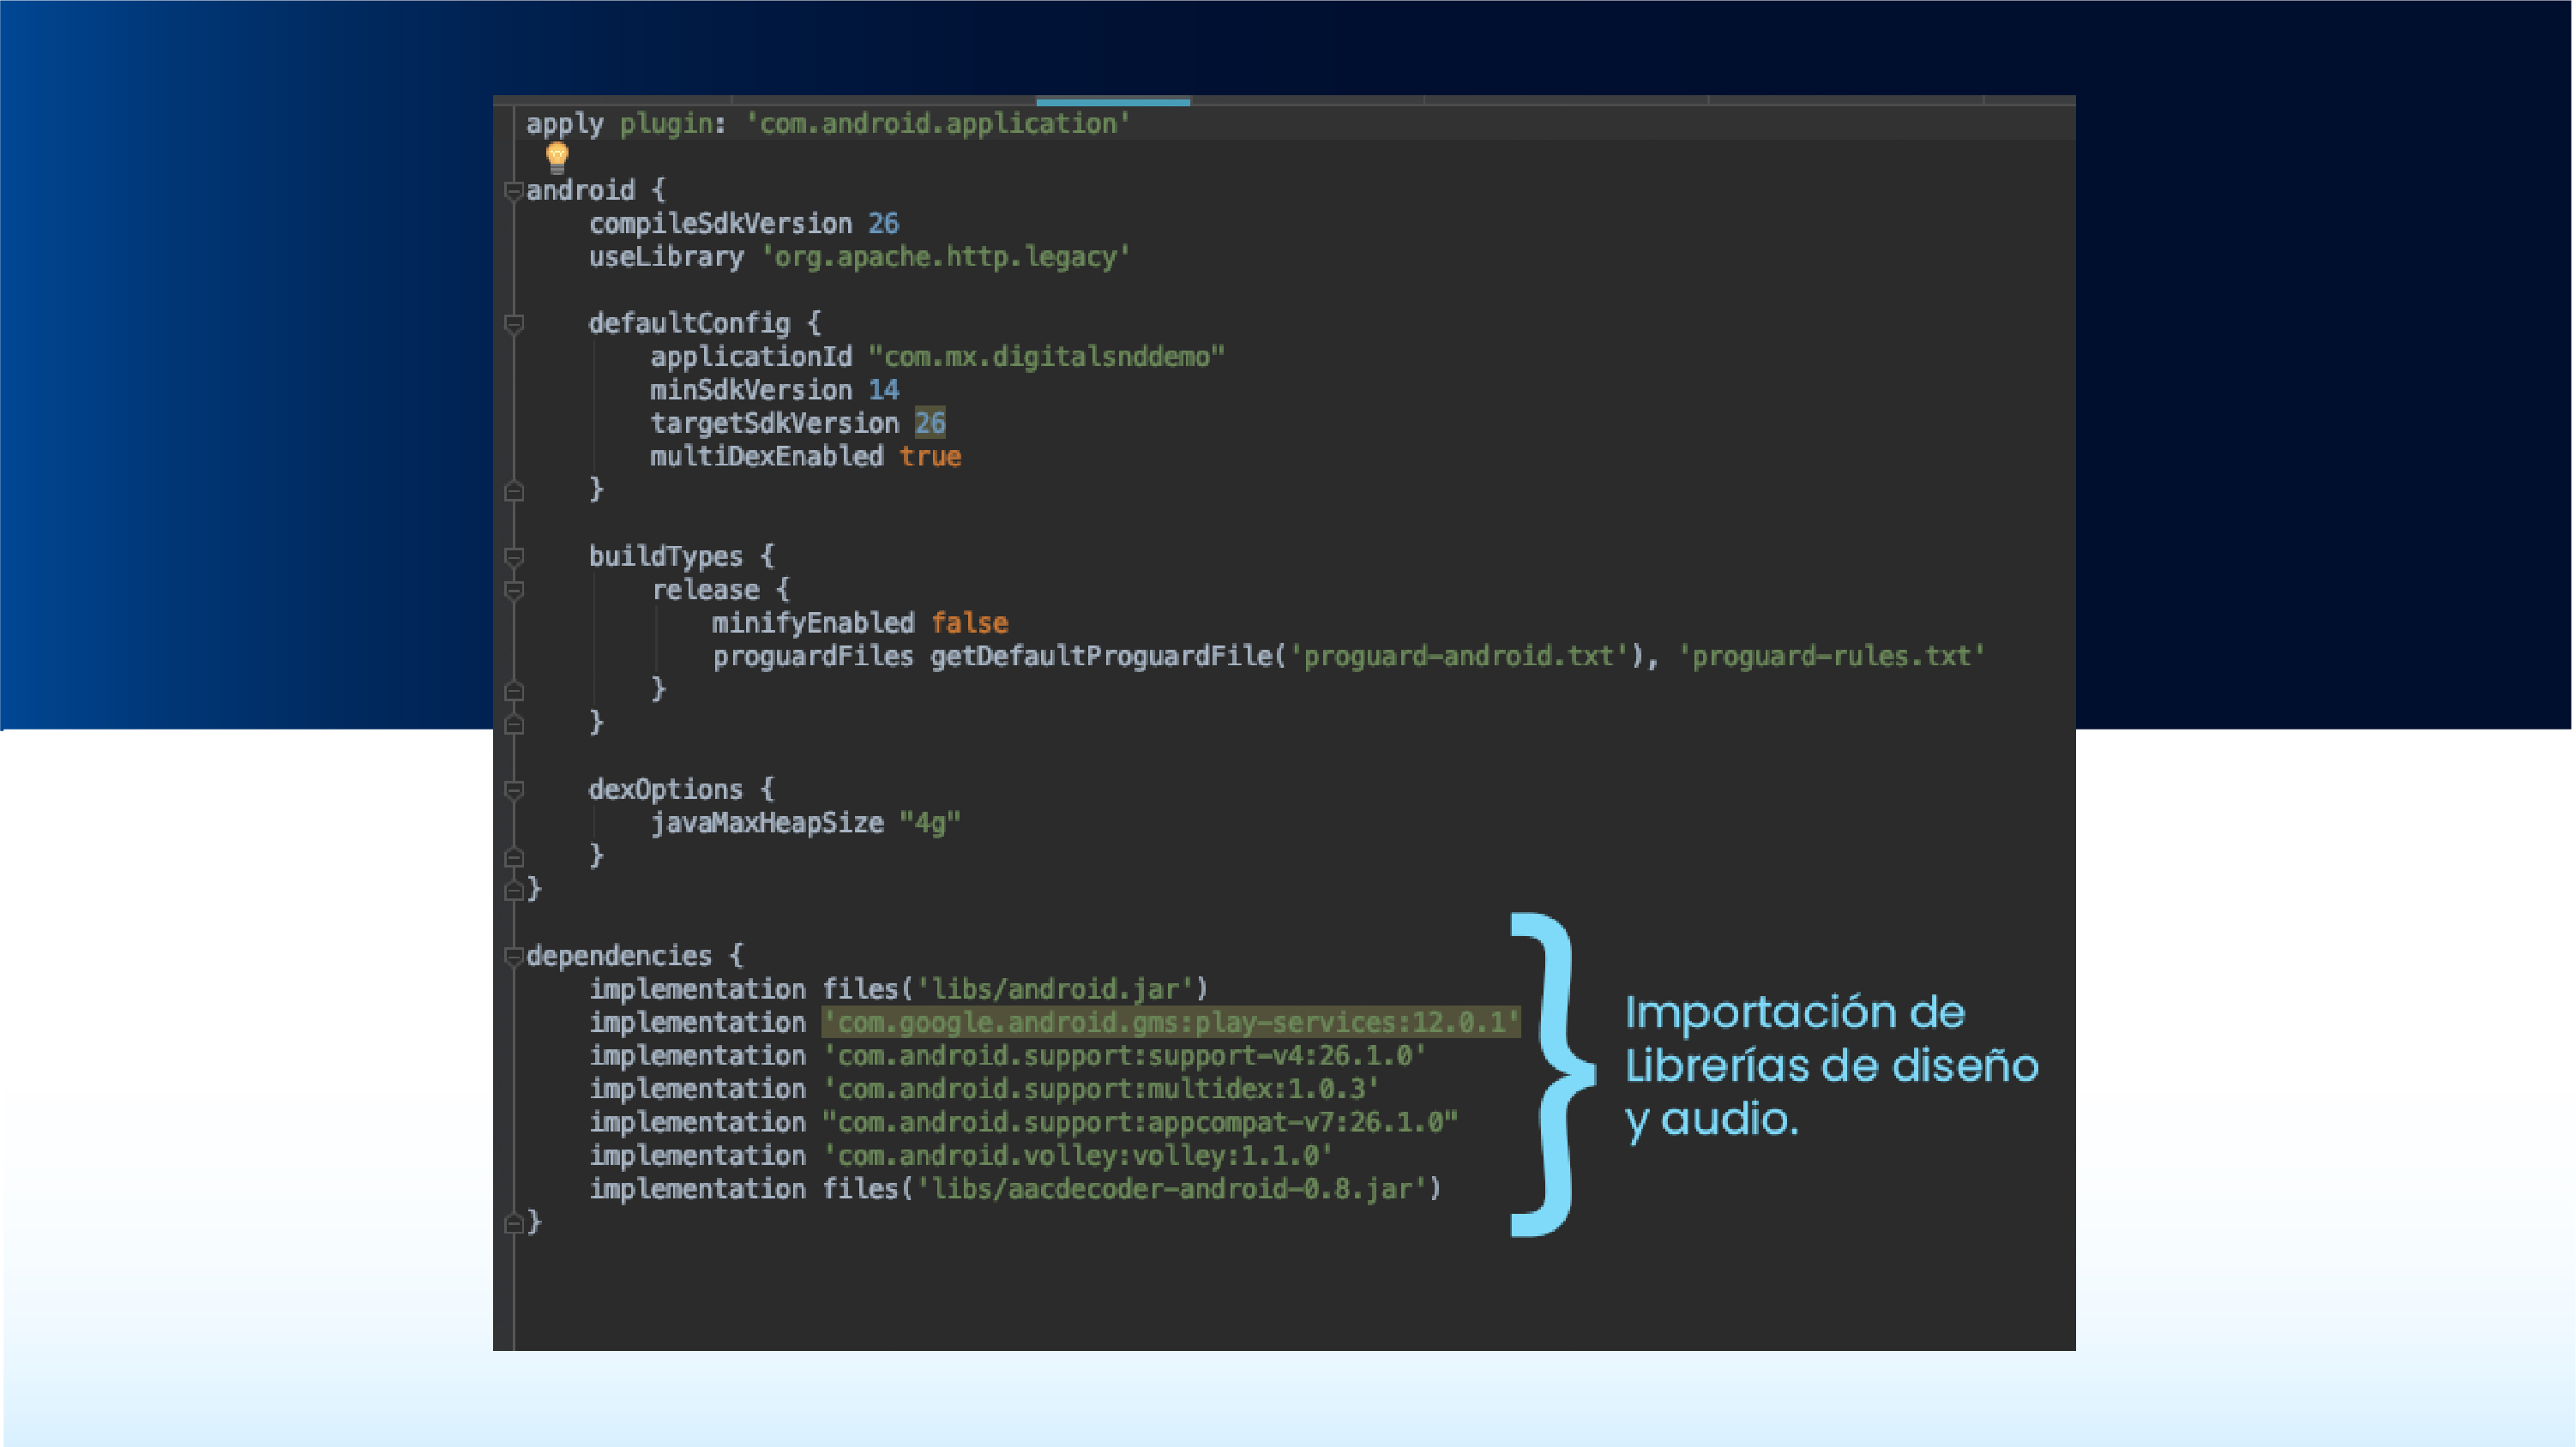 apply plugin: 'com.android.application'
android {
    compileSdkVersion 26
    useLibrary 'org.apache.http.legacy'
    defaultConfig {
        applicationId "com.mx.digitalsnddemo"
        minSdkVersion 14
        targetSdkVersion 26
        multiDexEnabled true
    }
    buildTypes {
        release {
            minifyEnabled false
            proguardFiles getDefaultProguardFile('proguard-android.txt'), 'proguard-rules.txt'
        }
    }
    dexOptions {
        javaMaxHeapSize "4g"
    }
}
dependencies {
    implementation files('libs/android.jar')
    implementation 'com.google.android.gms:play-services:12.0.1'
    implementation 'com.android.support:support-v4:26.1.0'
    implementation 'com.android.support:multidex:1.0.3'
    implementation "com.android.support:appcompat-v7:26.1.0"
    implementation 'com.android.volley:volley:1.1.0'
    implementation files('libs/aacdecoder-android-0.8.jar')
}
Importación de
Librerías de diseño
y audio.